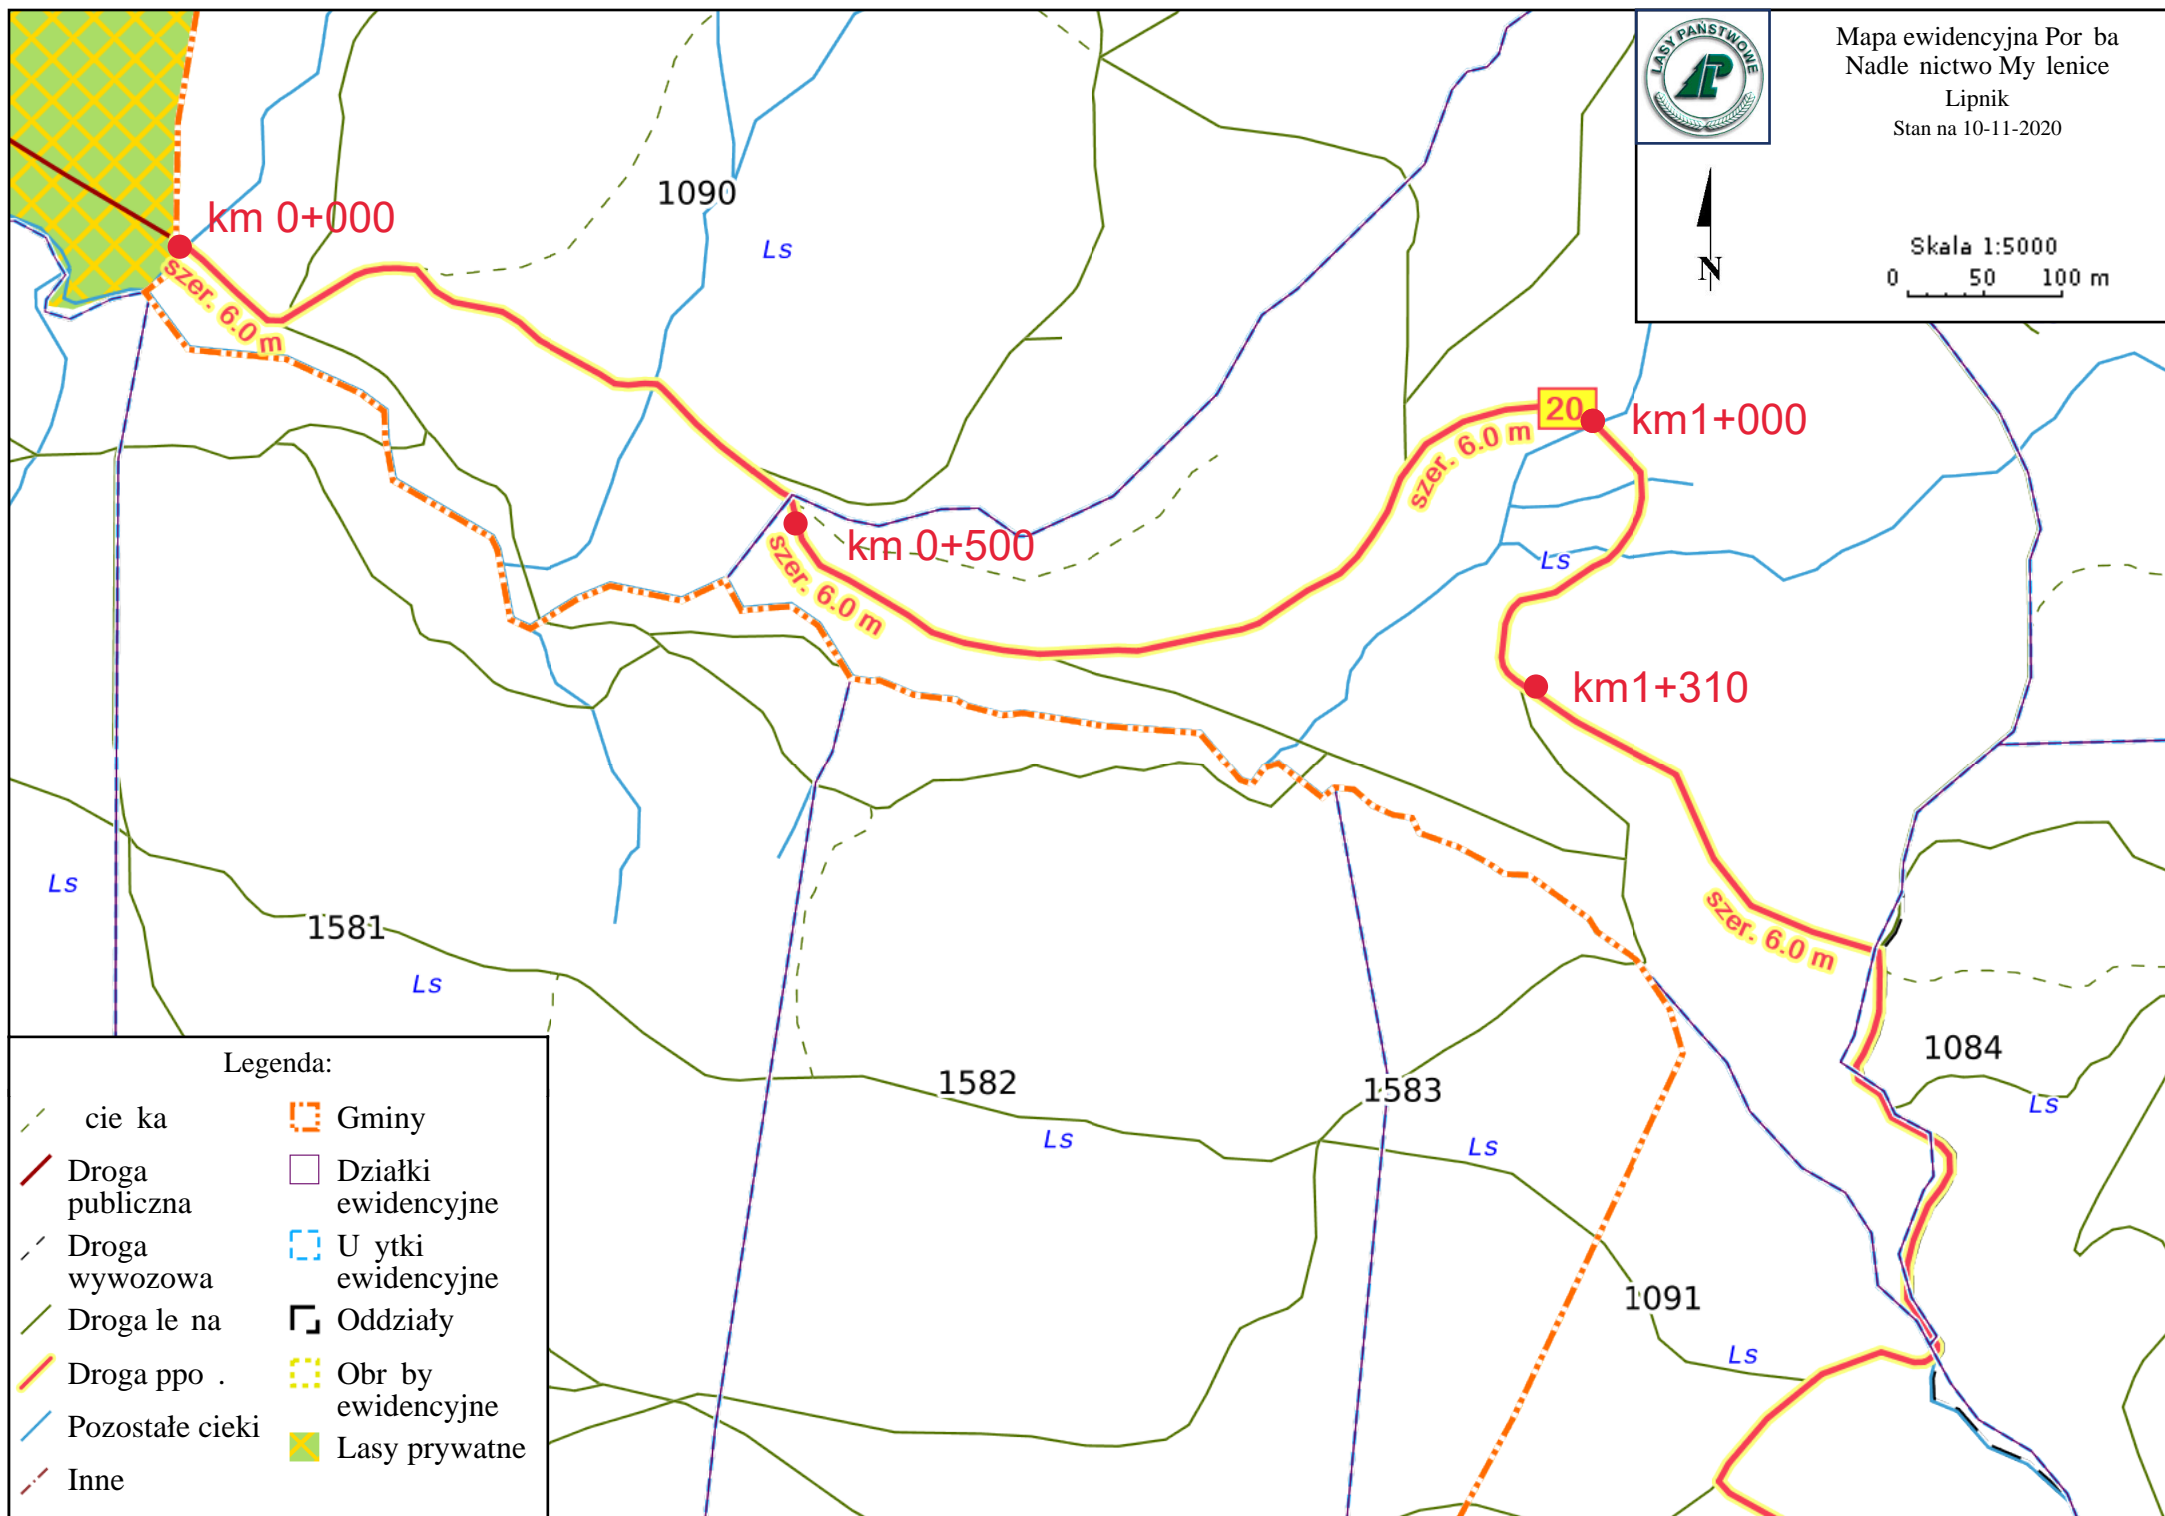 LASY PAŃSTWOWE
LP
Mapa ewidencyjna Por ba
Nadle nictwo My lenice
Lipnik
Stan na 10-11-2020
N
Skala 1:5000
0 50 100 m
km 0+000
szer. 6.0 m
1090
Ls
20
km1+000
szer. 6.0 m
km 0+500
szer. 6.0 m
Ls
km1+310
Ls
1581
Ls
szer. 6.0 m
1084
Ls
1582
Ls
1583
Ls
1091
Ls
Legenda:
cie ka
Droga
publiczna
Droga
wywozowa
Droga le na
Droga ppo .
Pozostałe cieki
Inne
Gminy
Działki
ewidencyjne
U ytki
ewidencyjne
Oddziały
Obr by
ewidencyjne
Lasy prywatne